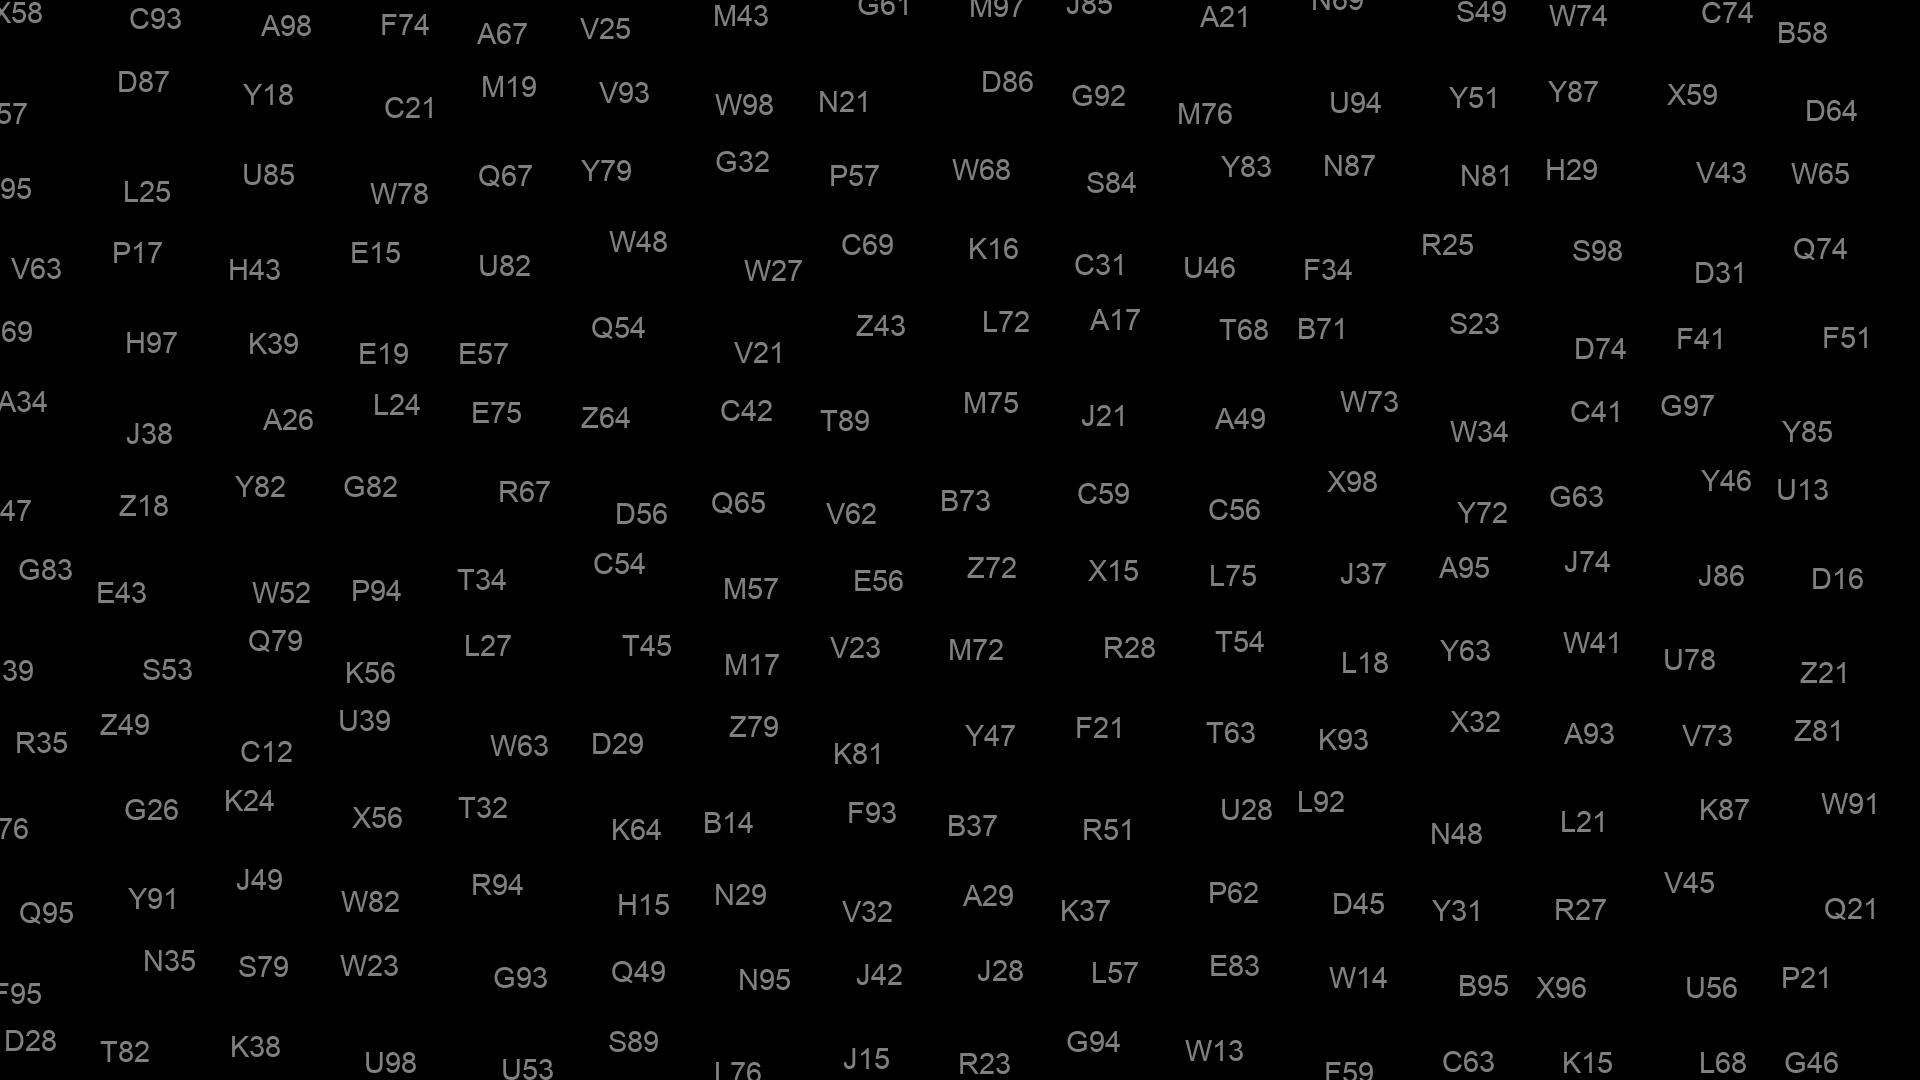 X58 C93 A98 F74 A67 V25 M43 G61 M97 J85 A21 N69 S49 W74 C74 B58
57 D87 Y18 C21 M19 V93 W98 N21 D86 G92 M76 U94 Y51 Y87 X59 D64
95 L25 U85 W78 Q67 Y79 G32 P57 W68 S84 Y83 N87 N81 H29 V43 W65
V63 P17 H43 E15 U82 W48 W27 C69 K16 C31 U46 F34 R25 S98 D31 Q74
69 H97 K39 E19 E57 Q54 V21 Z43 L72 A17 T68 B71 S23 D74 F41 F51
A34 J38 A26 L24 E75 Z64 C42 T89 M75 J21 A49 W73 W34 C41 G97 Y85
47 Z18 Y82 G82 R67 D56 Q65 V62 B73 C59 C56 X98 Y72 G63 Y46 U13
G83 E43 W52 P94 T34 C54 M57 E56 Z72 X15 L75 J37 A95 J74 J86 D16
39 S53 Q79 K56 L27 T45 M17 V23 M72 R28 T54 L18 Y63 W41 U78 Z21
R35 Z49 C12 U39 W63 D29 Z79 K81 Y47 F21 T63 K93 X32 A93 V73 Z81
76 G26 K24 X56 T32 K64 B14 F93 B37 R51 U28 L92 N48 L21 K87 W91
Q95 Y91 J49 W82 R94 H15 N29 V32 A29 K37 P62 D45 Y31 R27 V45 Q21
F95 N35 S79 W23 G93 Q49 N95 J42 J28 L57 E83 W14 B95 X96 U56 P21
D28 T82 K38 U98 U53 S89 L76 J15 R23 G94 W13 F59 C63 K15 L68 G46